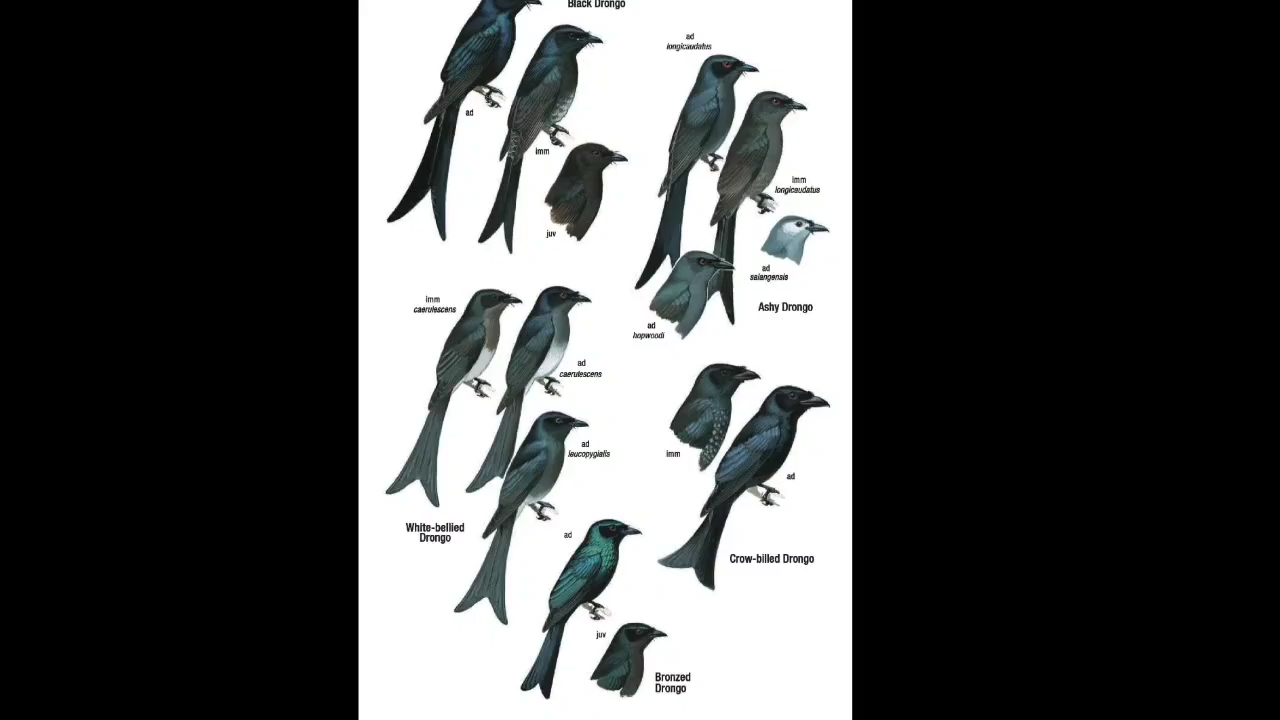 Black Drongo
ad
imm
juv
ad
longicaudatus
imm
longicaudatus
ad
salangensis
Ashy Drongo
ad
hopwoodi
imm
caerulescens
ad
caerulescens
ad
leucopygialis
White-bellied
Drongo
imm
ad
Crow-billed Drongo
ad
juv
Bronzed
Drongo